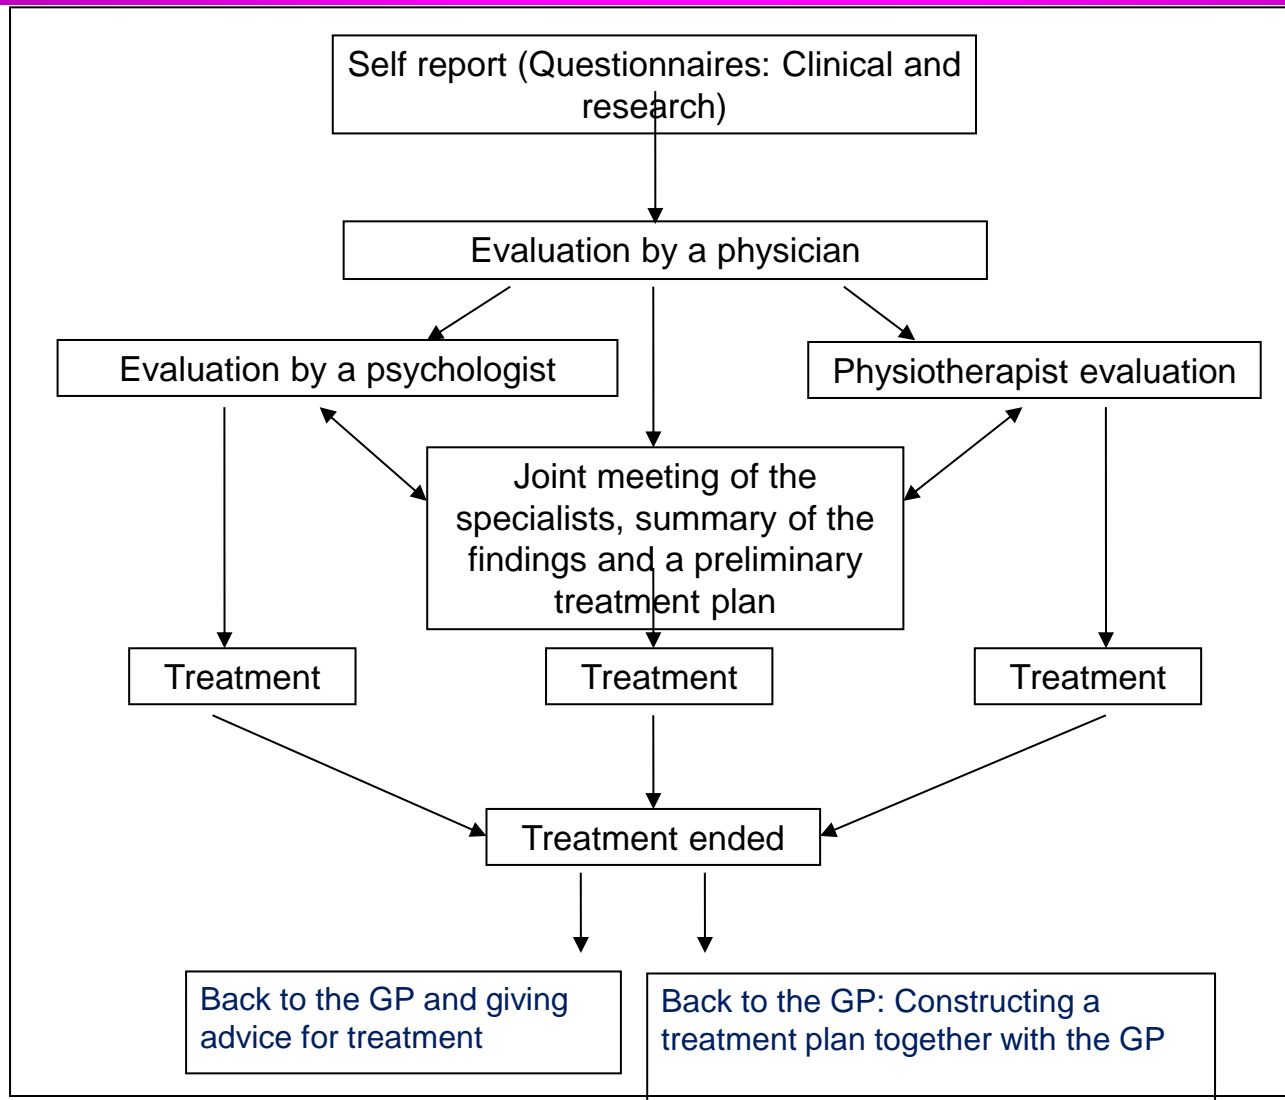 Self report (Questionnaires: Clinical and
research)
Evaluation by a physician
Evaluation by a psychologist
Physiotherapist evaluation
Joint meeting of the
specialists, summary of the
findings and a preliminary
treatment plan
Treatment
Treatment
Treatment
Treatment ended
Back to the GP and giving
advice for treatment
Back to the GP: Constructing a
treatment plan together with the GP